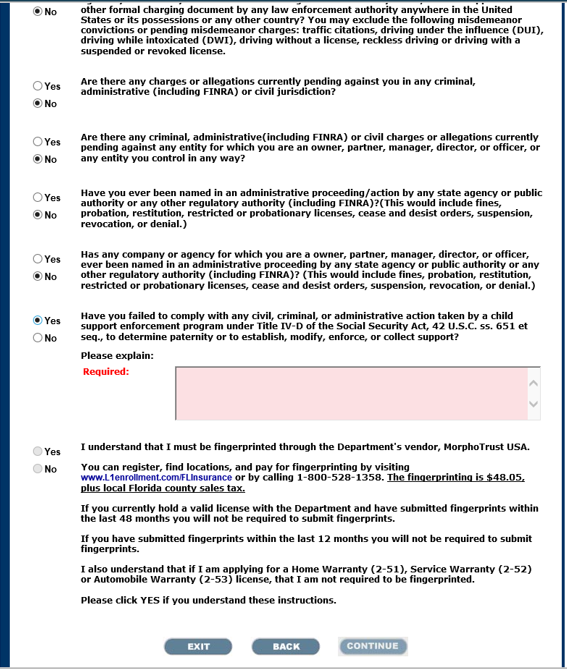 No
other formal charging document by any law enforcement authority anywhere in the United
States or its possessions or any other country? You may exclude the following misdemeanor
convictions or pending misdemeanor charges: traffic citations, driving under the influence (DUI),
driving while intoxicated (DWI), driving without a license, reckless driving or driving with a
suspended or revoked license.
Yes
No
Are there any charges or allegations currently pending against you in any criminal,
administrative (including FINRA) or civil jurisdiction?
Yes
No
Are there any criminal, administrative(including FINRA) or civil charges or allegations currently
pending against any entity for which you are an owner, partner, manager, director, or officer, or
any entity you control in any way?
Yes
No
Have you ever been named in an administrative proceeding/action by any state agency or public
authority or any other regulatory authority (including FINRA)?(This would include fines,
probation, restitution, restricted or probationary licenses, cease and desist orders, suspension,
revocation, or denial.)
Yes
No
Has any company or agency for which you are a owner, partner, manager, director, or officer,
ever been named in an administrative proceeding by any state agency or public authority or any
other regulatory authority (including FINRA)? (This would include fines, probation, restitution,
restricted or probationary licenses, cease and desist orders, suspension, revocation, or denial.)
Yes
No
Have you failed to comply with any civil, criminal, or administrative action taken by a child
support enforcement program under Title IV-D of the Social Security Act, 42 U.S.C. ss. 651 et
seq., to determine paternity or to establish, modify, enforce, or collect support?
Please explain:
Required:
Yes
No
I understand that I must be fingerprinted through the Department's vendor, MorphoTrust USA.
You can register, find locations, and pay for fingerprinting by visiting
www.L1enrollment.com/FLInsurance or by calling 1-800-528-1358. The fingerprinting is $48.05,
plus local Florida county sales tax.
If you currently hold a valid license with the Department and have submitted fingerprints within
the last 48 months you will not be required to submit fingerprints.
If you have submitted fingerprints within the last 12 months you will not be required to submit
fingerprints.
I also understand that if I am applying for a Home Warranty (2-51), Service Warranty (2-52)
or Automobile Warranty (2-53) license, that I am not required to be fingerprinted.
Please click YES if you understand these instructions.
EXIT
BACK
CONTINUE